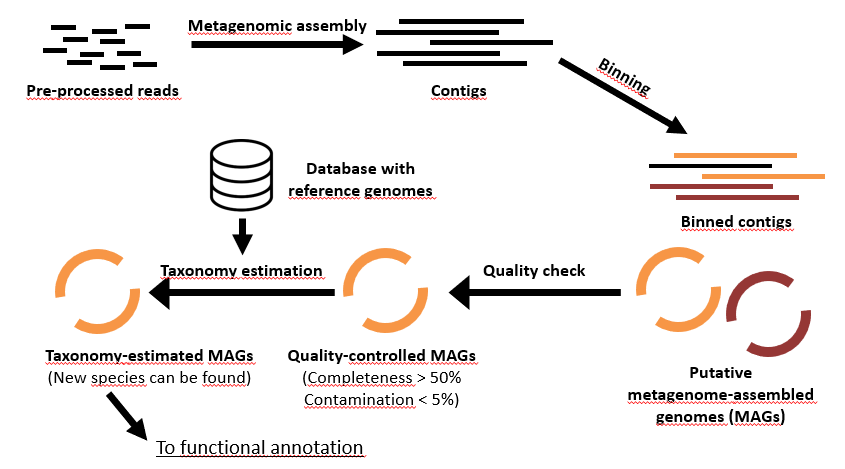 Metagenomic assembly
Pre-processed reads
Contigs
Binning
Database with
reference genomes
Binned contigs
Taxonomy estimation
Quality check
Taxonomy-estimated MAGs
(New species can be found)
Quality-controlled MAGs
(Completeness > 50%
Contamination < 5%)
Putative
metagenome-assembled
genomes (MAGs)
To functional annotation